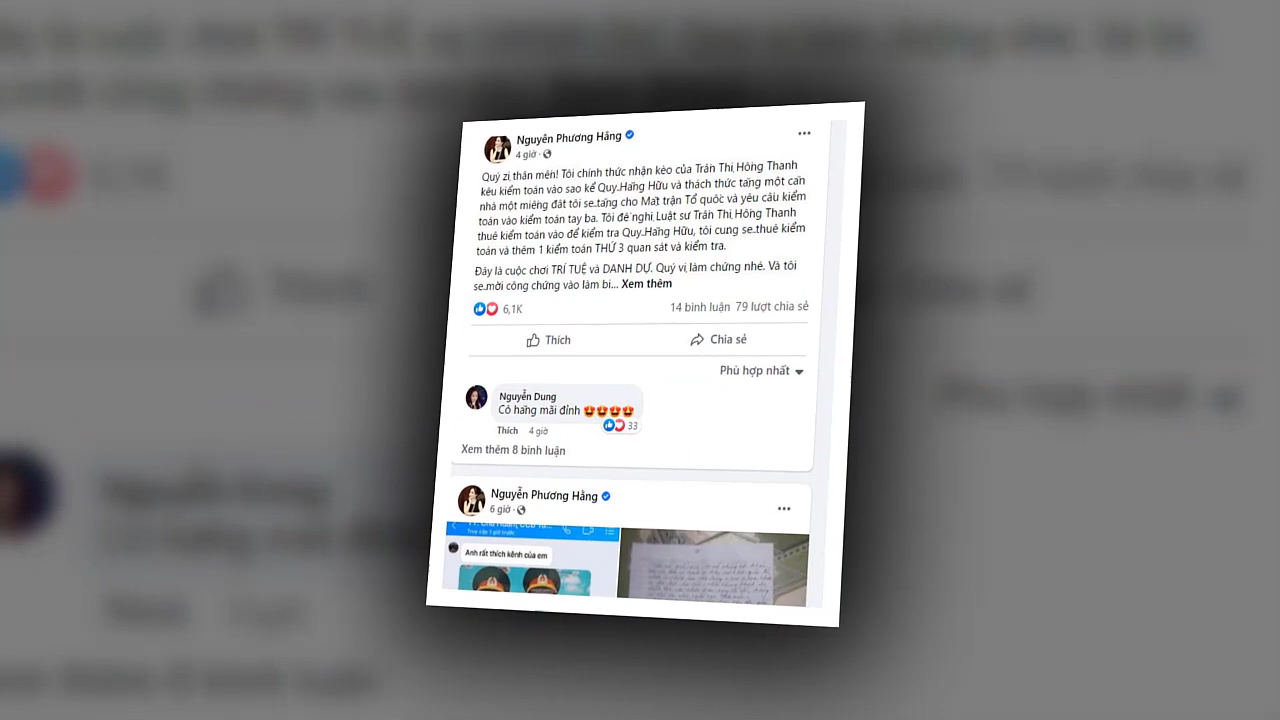 Nguyễn Phương Hằng
4 giờ
Quý zị thân mến! Tôi chính thức nhận kèo của Trần Thị Hồng Thanh
kêu kiểm toán vào sao kể Quỹ Hằng Hữu và thách thức tặng một căn
nhà một miếng đất tôi sẽ tặng cho Mặt trận Tổ quốc và yêu cầu kiểm
toán vào kiểm toán tay ba. Tôi đề nghị Luật sư Trần Thị Hồng Thanh
thuê kiểm toán vào để kiểm tra Quỹ Hằng Hữu, tôi cũng sẽ thuê kiểm
toán và thêm 1 kiểm toán THỨ 3 quan sát và kiểm tra.
Đây là cuộc chơi TRÍ TUỆ và DANH DỰ. Quý vị làm chứng nhé. Và tôi
sẽ mời công chứng vào làm bi... Xem thêm
6,1K
14 bình luận 79 lượt chia sẻ
Thích
Chia sẻ
Phù hợp nhất
Nguyễn Dung
Cô hằng mãi đỉnh
Thích 4 giờ
33
Xem thêm 8 bình luận
Nguyễn Phương Hằng
6 giờ
Truy cập 1 giờ trước
Anh rất thích kênh của em